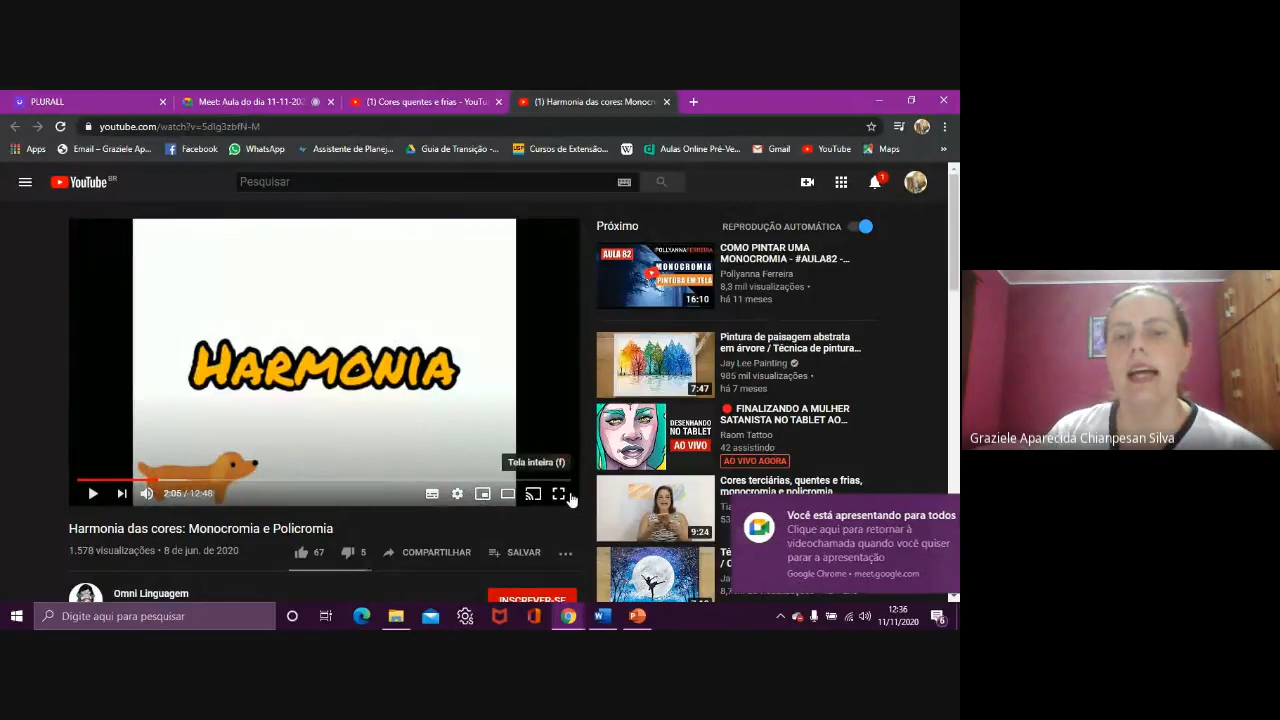 PLURALL
Meet: Aula do dia 11-11-202
(1) Cores quentes e frias - YouTu
(1) Harmonia das cores: Monocr
youtube.com/watch?v=5dlg3zbfN-M
Apps
Email – Graziele Ap...
Facebook
WhatsApp
Assistente de Planej...
Guia de Transição -...
Cursos de Extensão...
Aulas Online Pré-Ve...
Gmail
YouTube
Maps
»
YouTube BR
Pesquisar
1
HARMONIA
Tela inteira (f)
2:05 / 12:48
Harmonia das cores: Monocromia e Policromia
1.578 visualizações • 8 de jun. de 2020
67
5
COMPARTILHAR
SALVAR
Omni Linguagem
INSCREVER-SE
Próximo
REPRODUÇÃO AUTOMÁTICA
AULA 82
POLLYANNA FERREIRA
MONOCROMIA
PINTURA EM TELA
16:10
COMO PINTAR UMA
MONOCROMIA - #AULA82 -...
Pollyanna Ferreira
8,3 mil visualizações •
há 11 meses
7:47
Pintura de paisagem abstrata
em árvore / Técnica de pintura...
Jay Lee Painting
985 mil visualizações •
há 7 meses
DESENHANDO
NO TABLET
AO VIVO
FINALIZANDO A MULHER
SATANISTA NO TABLET AO...
Raom Tattoo
42 assistindo
AO VIVO AGORA
9:24
Cores terciárias, quentes e frias,
monocromia e policromia
Você está apresentando para todos
Clique aqui para retornar à
videochamada quando você quiser
parar a apresentação
Google Chrome • meet.google.com
Graziele Aparecida Chianpesan Silva
Digite aqui para pesquisar
12:36
11/11/2020
6